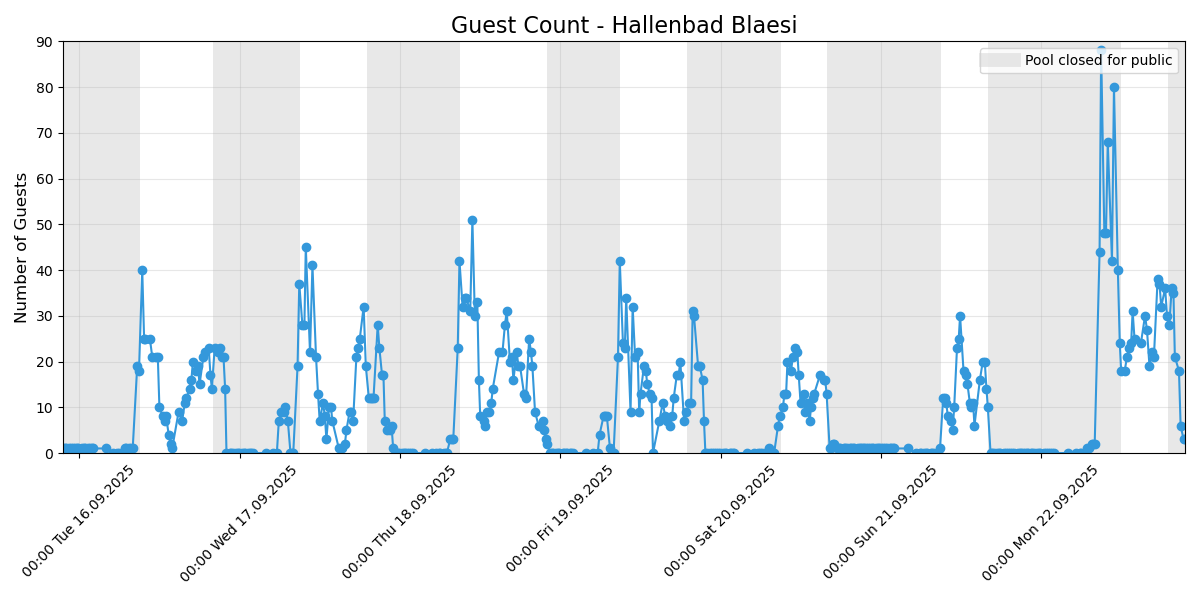 Guest Count - Hallenbad Blaesi
Pool closed for public
Number of Guests
90
80
70
60
50
40
30
20
10
0
00:00 Tue 16.09.2025
00:00 Wed 17.09.2025
00:00 Thu 18.09.2025
00:00 Fri 19.09.2025
00:00 Sat 20.09.2025
00:00 Sun 21.09.2025
00:00 Mon 22.09.2025